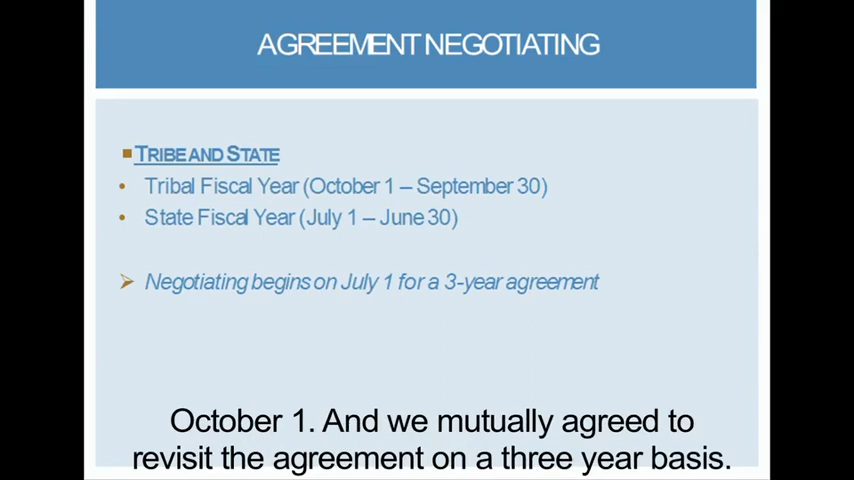 AGREEMENT NEGOTIATING
TRIBE AND STATE
Tribal Fiscal Year (October 1 – September 30)
State Fiscal Year (July 1 – June 30)
Negotiating begins on July 1 for a 3-year agreement
October 1. And we mutually agreed to
revisit the agreement on a three year basis.